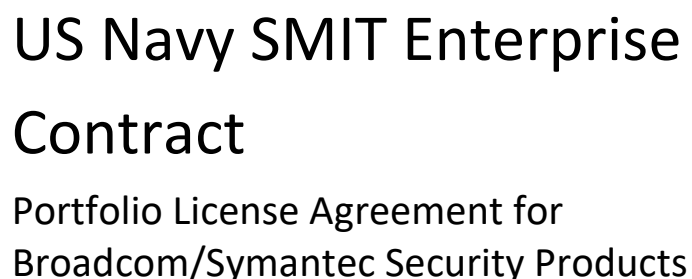 US Navy SMIT Enterprise
Contract
Portfolio License Agreement for
Broadcom/Symantec Security Products